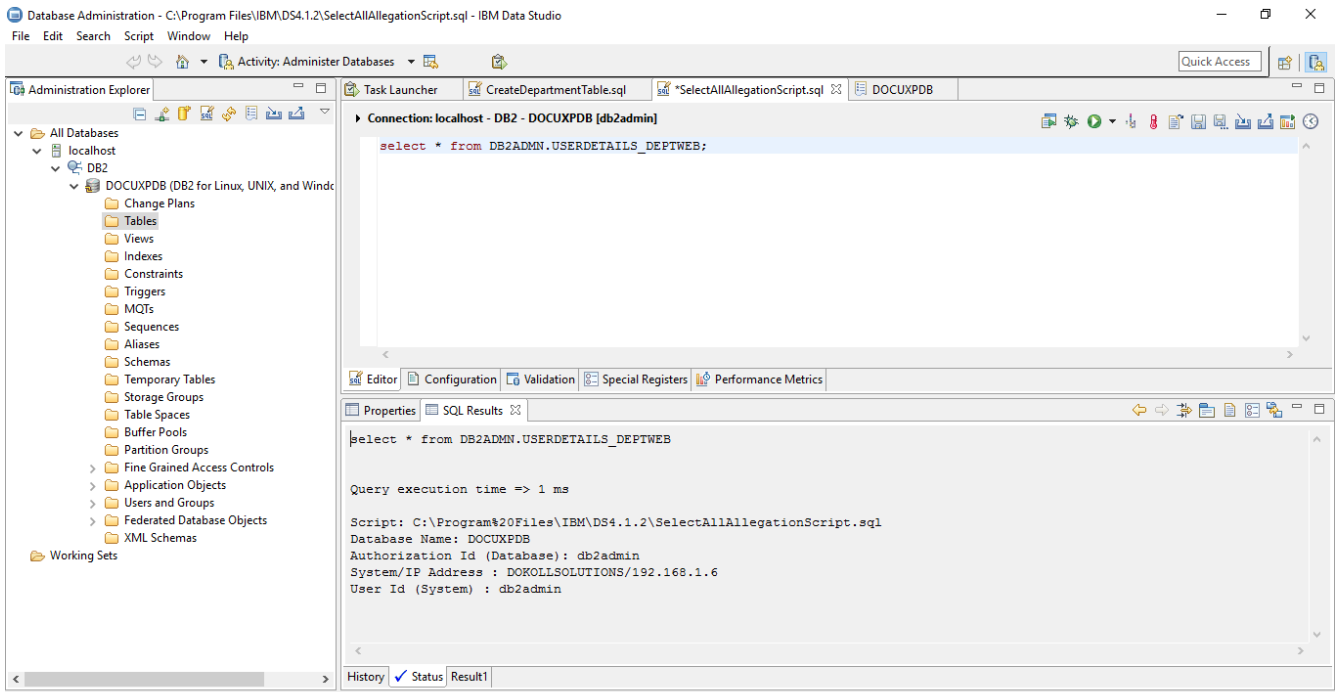 Database Administration - C:\Program Files\IBM\DS4.1.2\SelectAllAllegationScript.sql - IBM Data Studio
File Edit Search Script Window Help
Activity: Administer Databases
Quick Access
Administration Explorer
All Databases
localhost
DB2
DOCUXPDB (DB2 for Linux, UNIX, and Windo
Change Plans
Tables
Views
Indexes
Constraints
Triggers
MQTs
Sequences
Aliases
Schemas
Temporary Tables
Storage Groups
Table Spaces
Buffer Pools
Partition Groups
Fine Grained Access Controls
Application Objects
Users and Groups
Federated Database Objects
XML Schemas
Working Sets
Task Launcher CreateDepartmentTable.sql *SelectAllAllegationScript.sql DOCUXPDB
Connection: localhost - DB2 - DOCUXPDB [db2admin]
select * from DB2ADMN.USERDETAILS_DEPTWEB;
Editor Configuration Validation Special Registers Performance Metrics
Properties SQL Results
select * from DB2ADMN.USERDETAILS_DEPTWEB
Query execution time => 1 ms
Script: C:\Program%20Files\IBM\DS4.1.2\SelectAllAllegationScript.sql
Database Name: DOCUXPDB
Authorization Id (Database): db2admin
System/IP Address : DOKOLLSOLUTIONS/192.168.1.6
User Id (System) : db2admin
History Status Result1